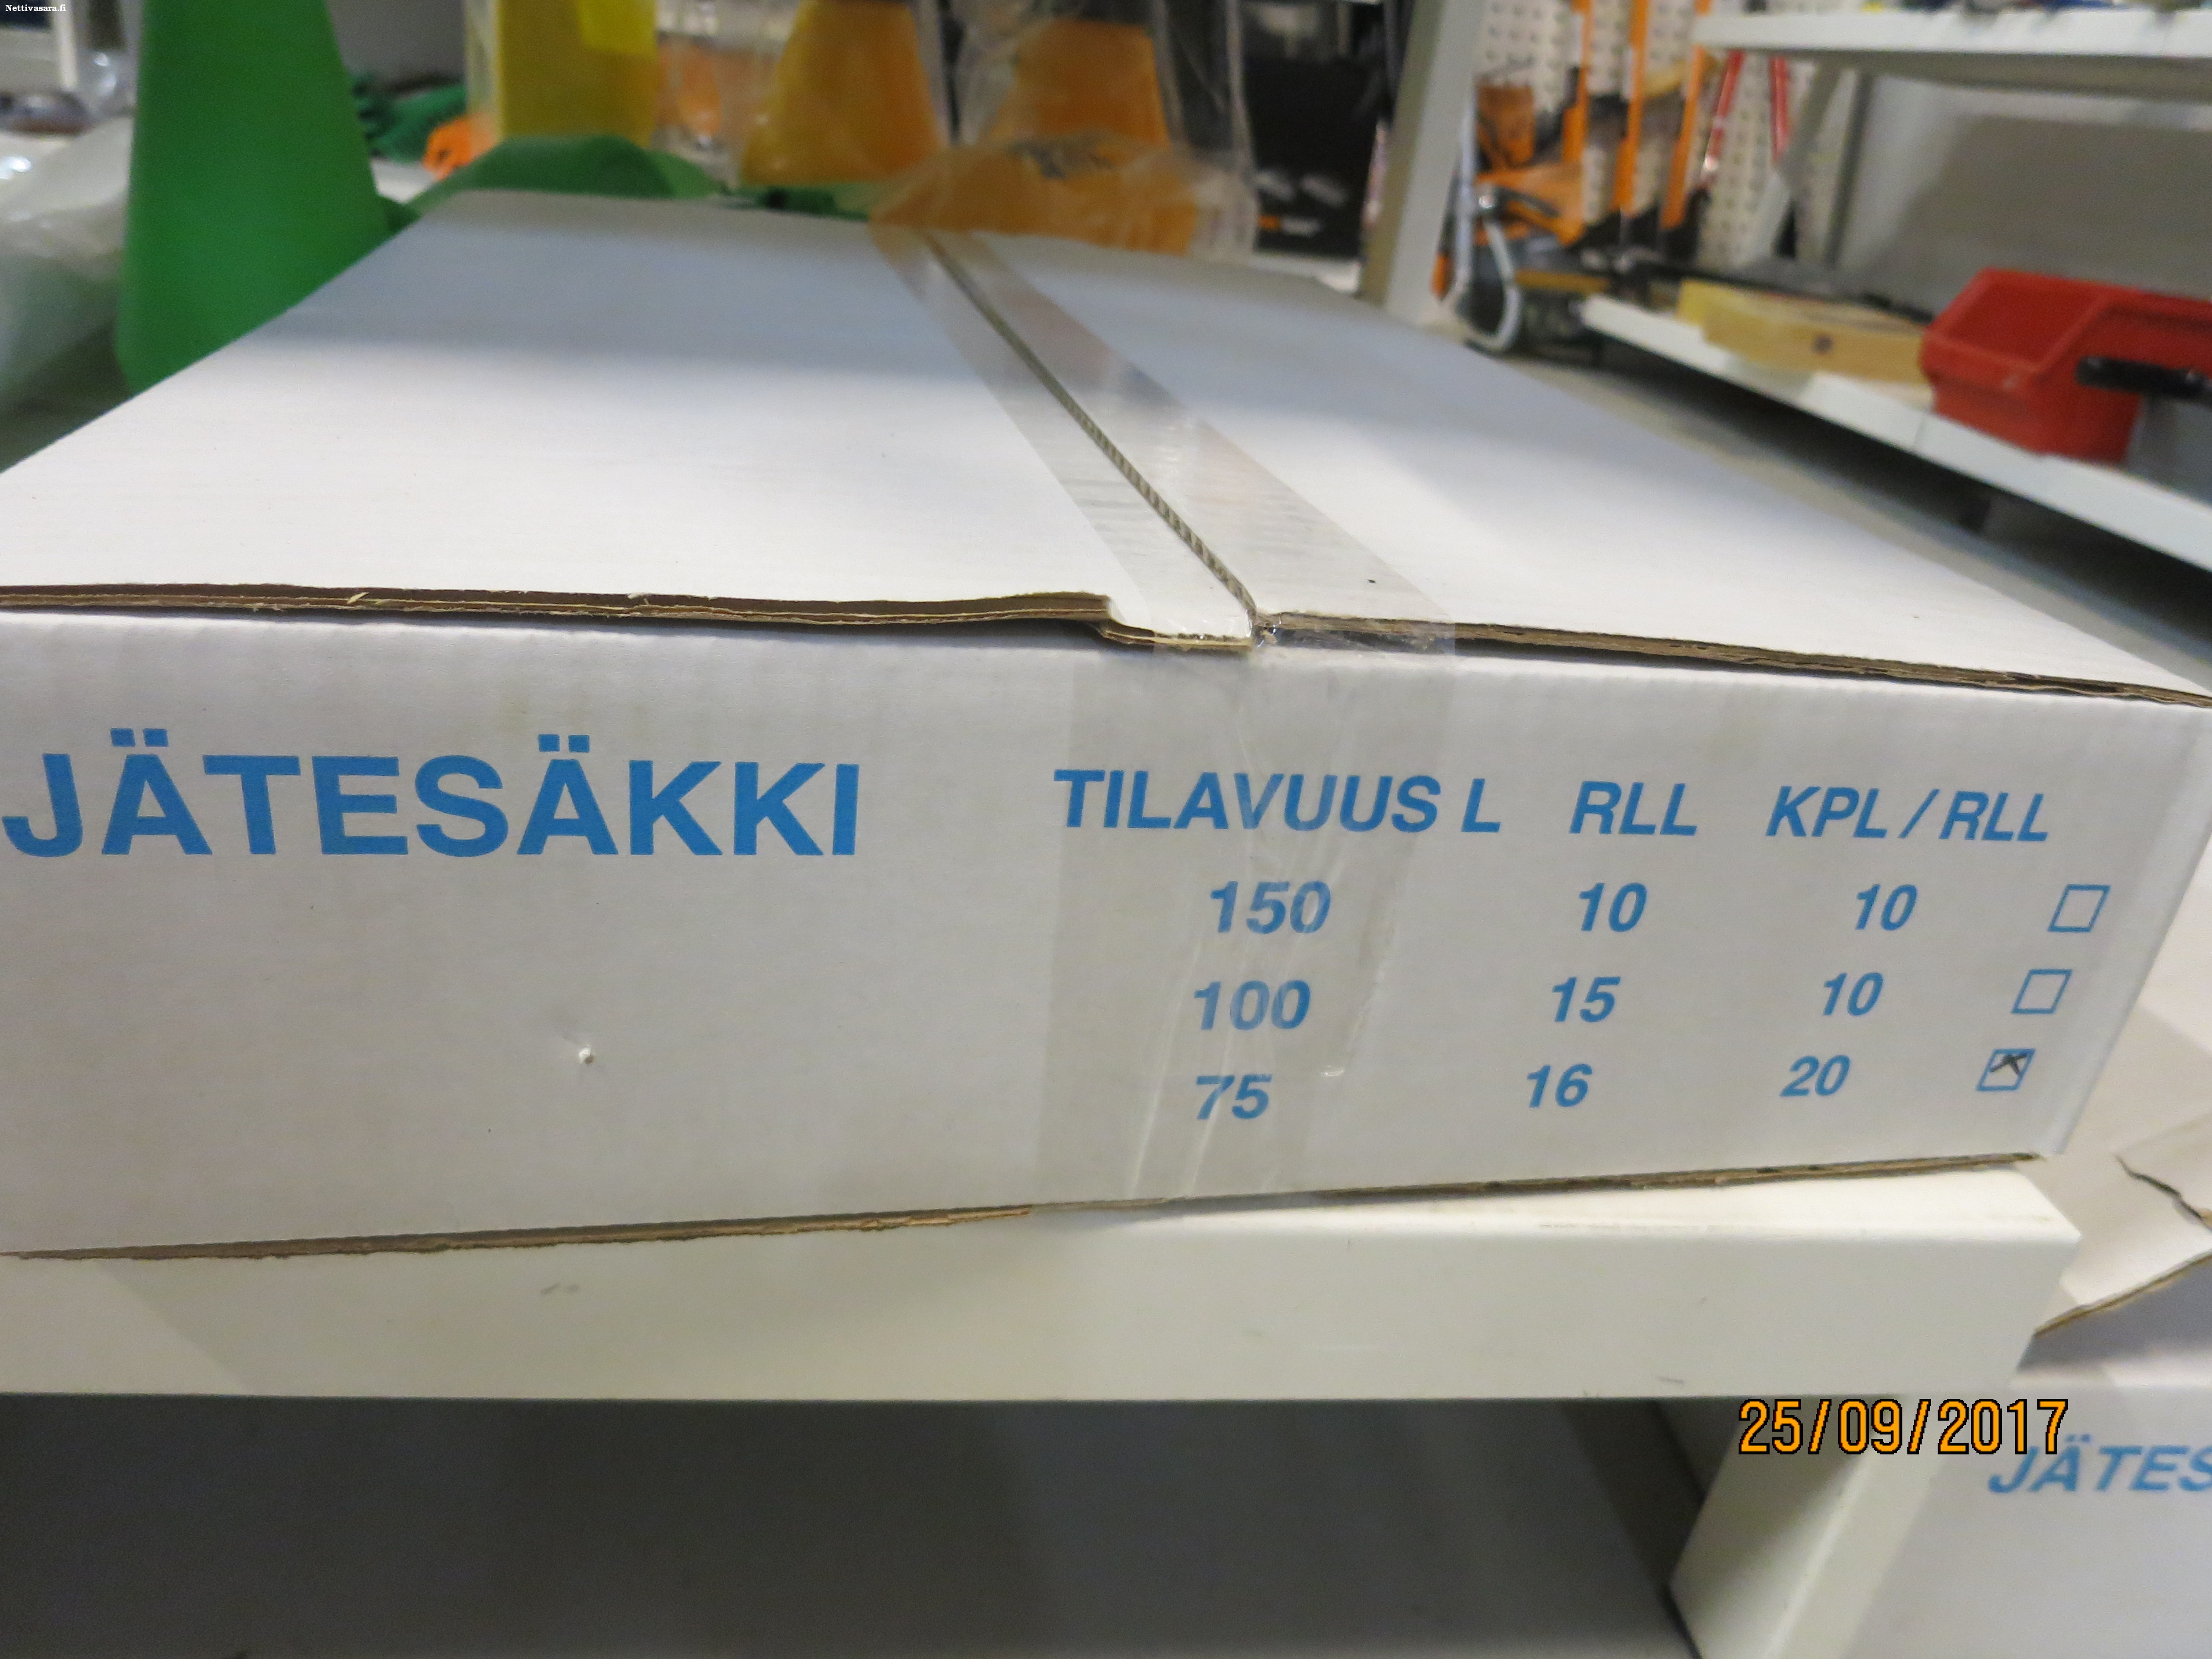 Nettivasara.fi
JÄTESÄKKI
TILAVUUS L RLL KPL / RLL
150 10 10
100 15 10
75 16 20
25/09/2017
JÄTES